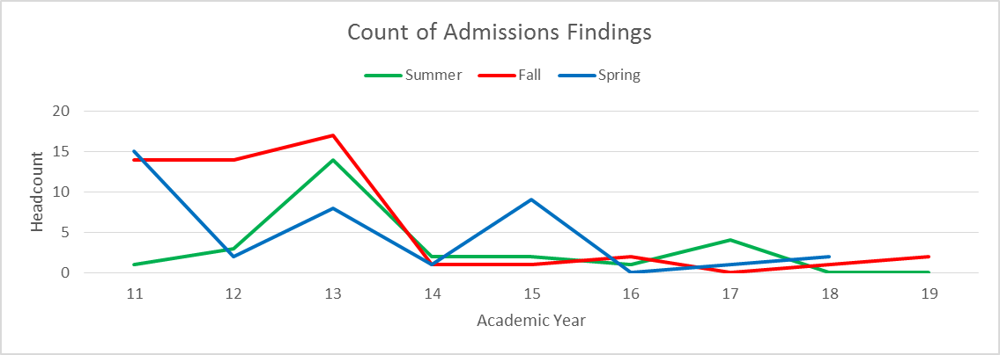 Count of Admissions Findings
Summer Fall Spring
20
15
10
5
0
Headcount
11 12 13 14 15 16 17 18 19
Academic Year